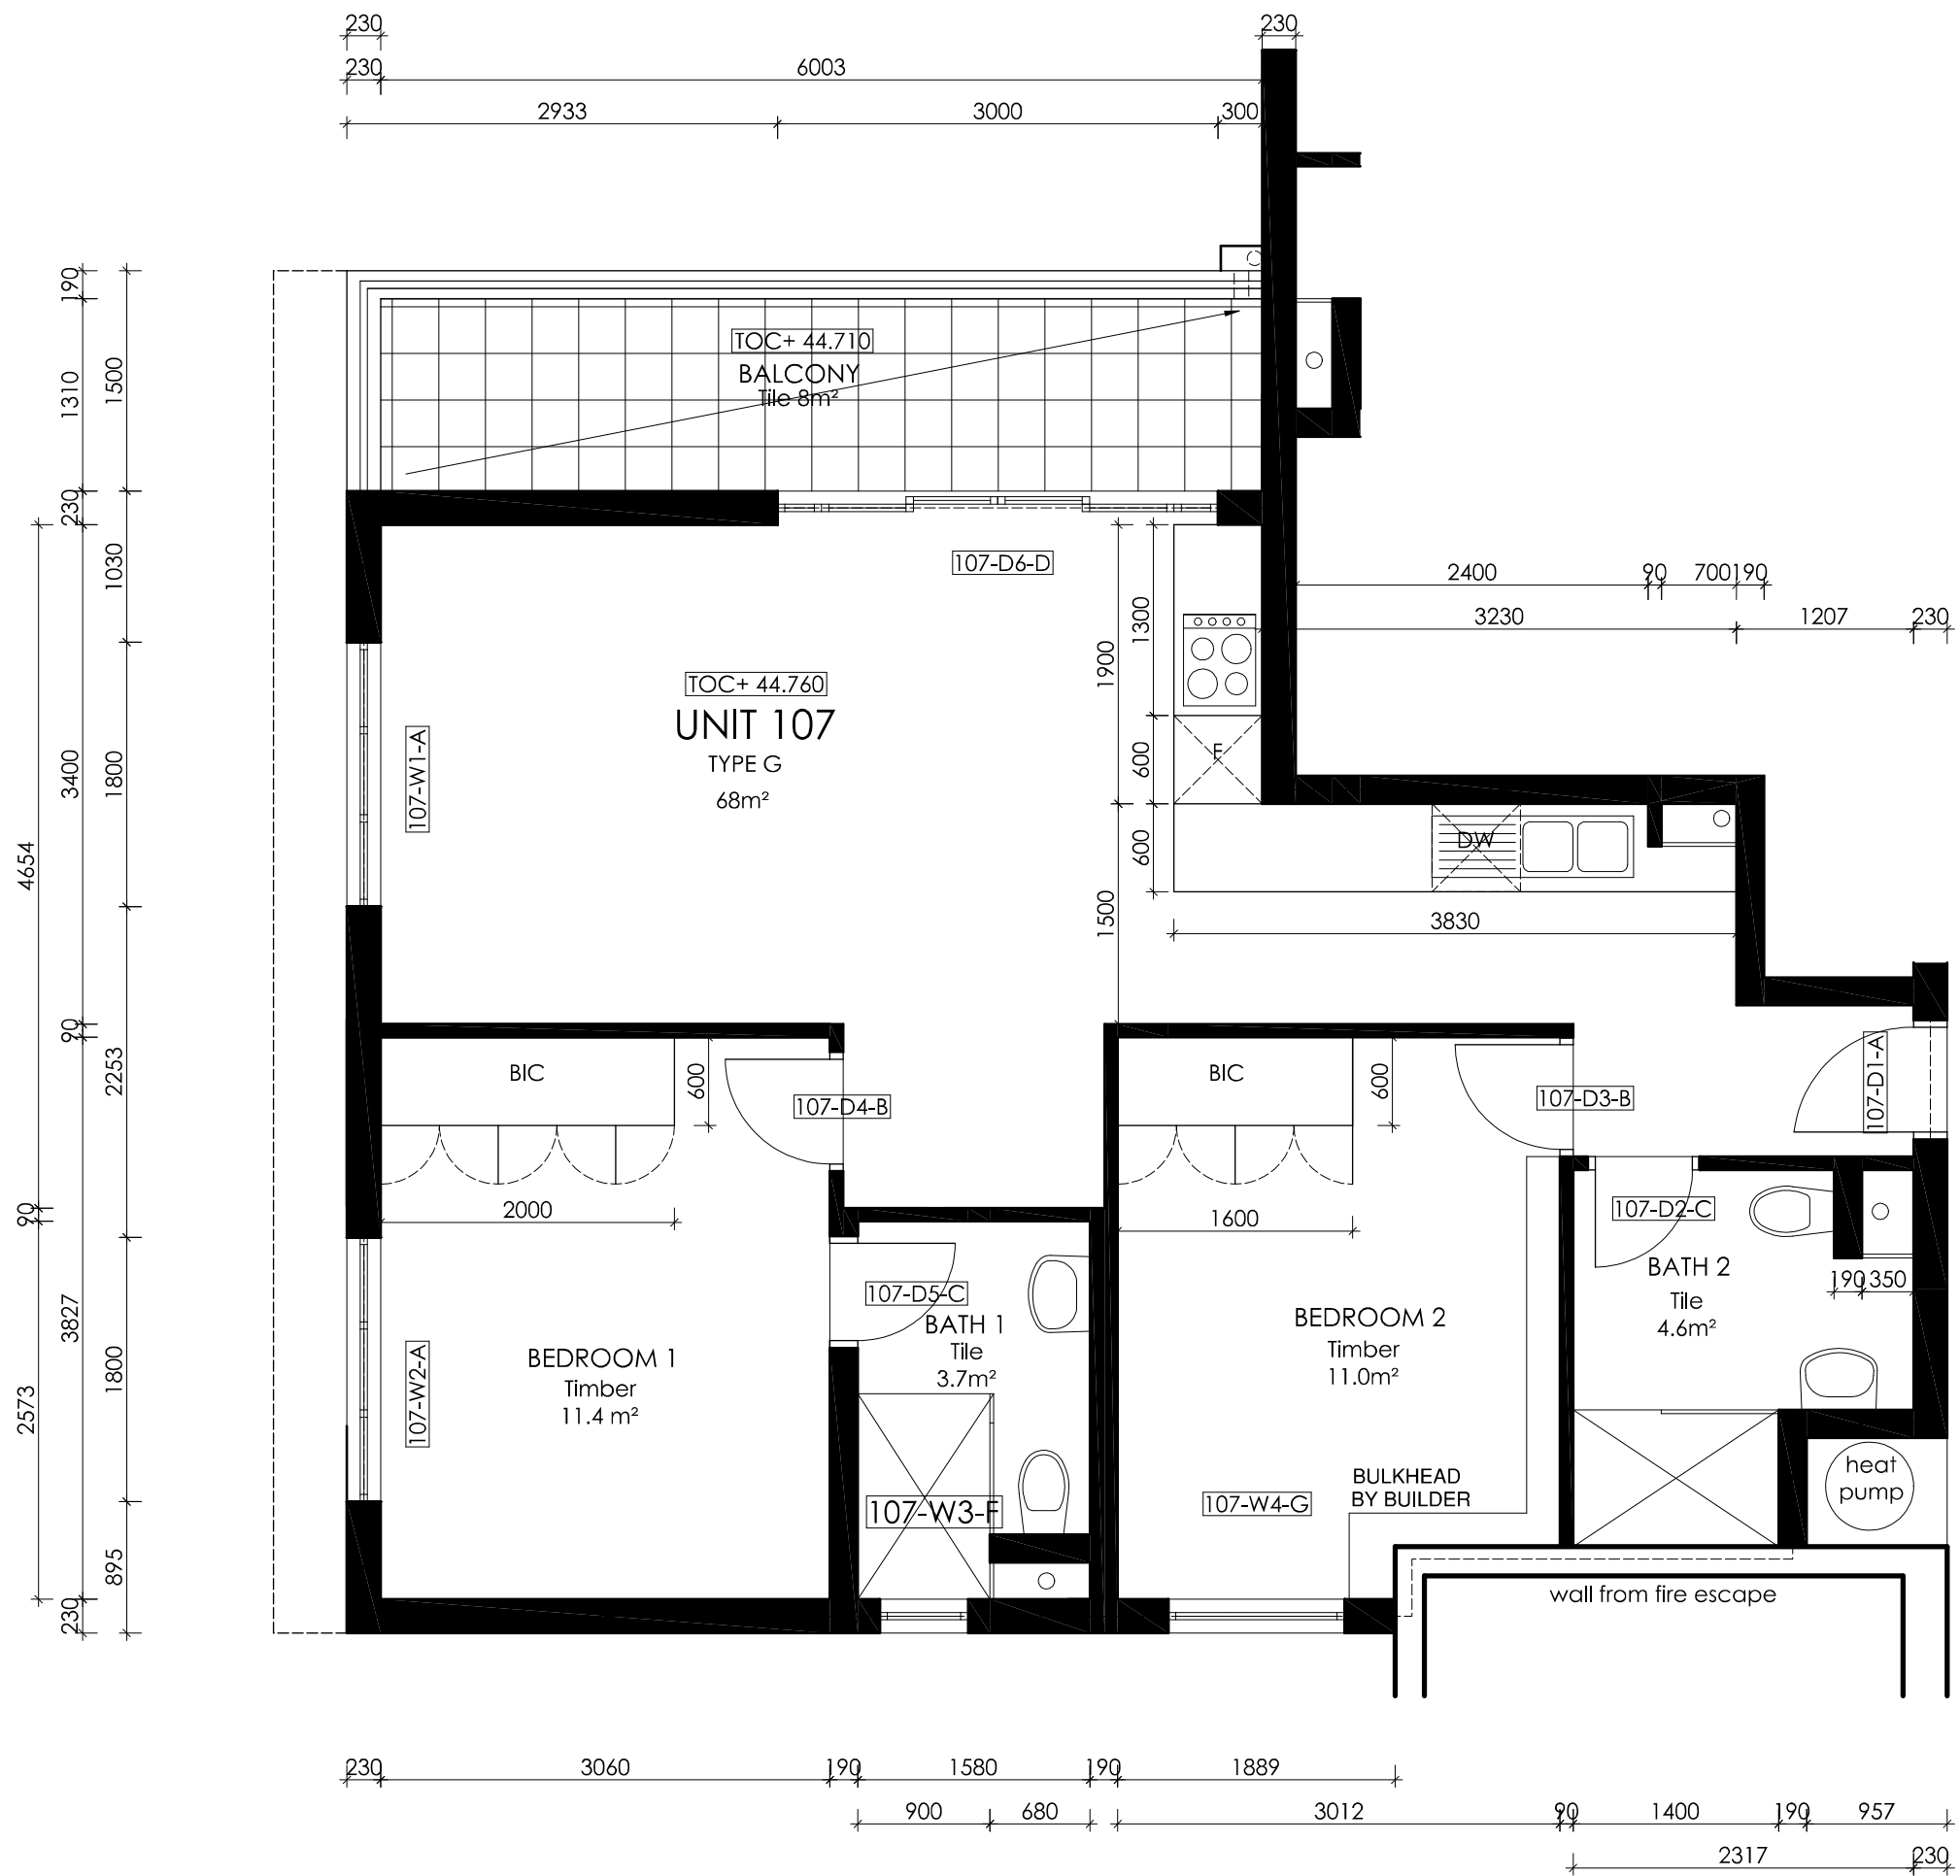 230
230
230
6003
2933
3000
300
190
1310
1500
230
1030
4654
3400
1800
90
2253
90
3827
2573
1800
895
230
TOC+ 44.710
BALCONY
Tile 8m²
107-D6-D
2400
90
700
190
3230
1207
230
1300
1900
600
600
1500
TOC+ 44.760
UNIT 107
TYPE G
68m²
107-W1-A
F
DW
3830
BIC
600
107-D4-B
2000
BIC
600
107-D3-B
1600
107-D1-A
107-D2-C
BATH 2
Tile
4.6m²
190
350
107-D5-C
BATH 1
Tile
3.7m²
BEDROOM 1
Timber
11.4 m²
107-W2-A
107-W3-F
BEDROOM 2
Timber
11.0m²
107-W4-G
BULKHEAD
BY BUILDER
heat
pump
wall from fire escape
230
3060
190
1580
190
1889
900
680
3012
90
1400
190
957
2317
230